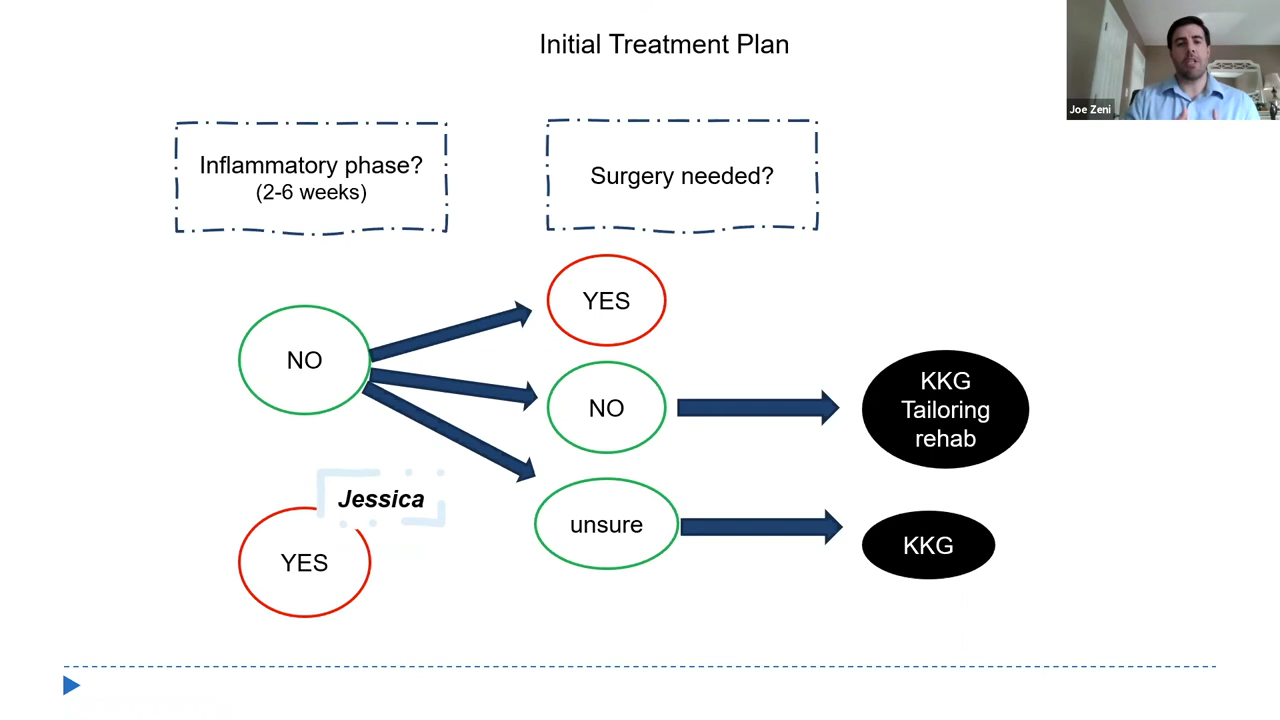 Initial Treatment Plan
Joe Zeni
Inflammatory phase?
(2-6 weeks)
Surgery needed?
YES
NO
NO
KKG
Tailoring
rehab
Jessica
unsure
KKG
YES